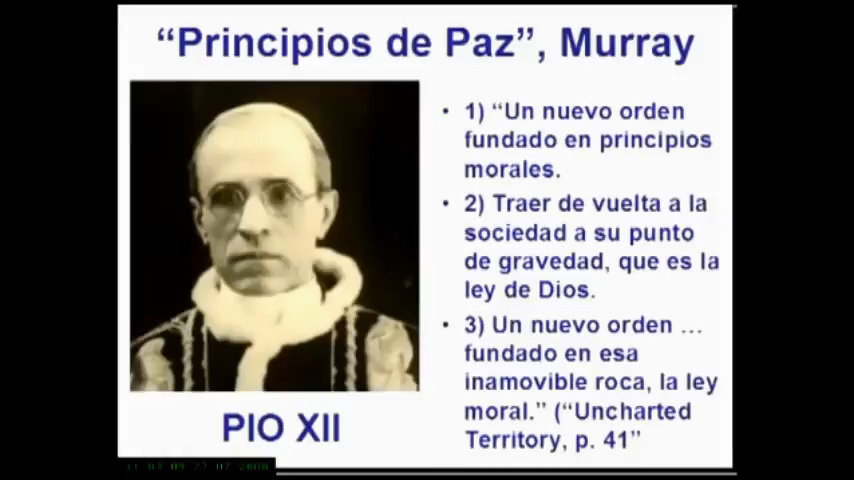 “Principios de Paz”, Murray
• 1) “Un nuevo orden
fundado en principios
morales.
• 2) Traer de vuelta a la
sociedad a su punto
de gravedad, que es la
ley de Dios.
• 3) Un nuevo orden ...
fundado en esa
inamovible roca, la ley
moral.” (“Uncharted
Territory, p. 41”
PIO XII